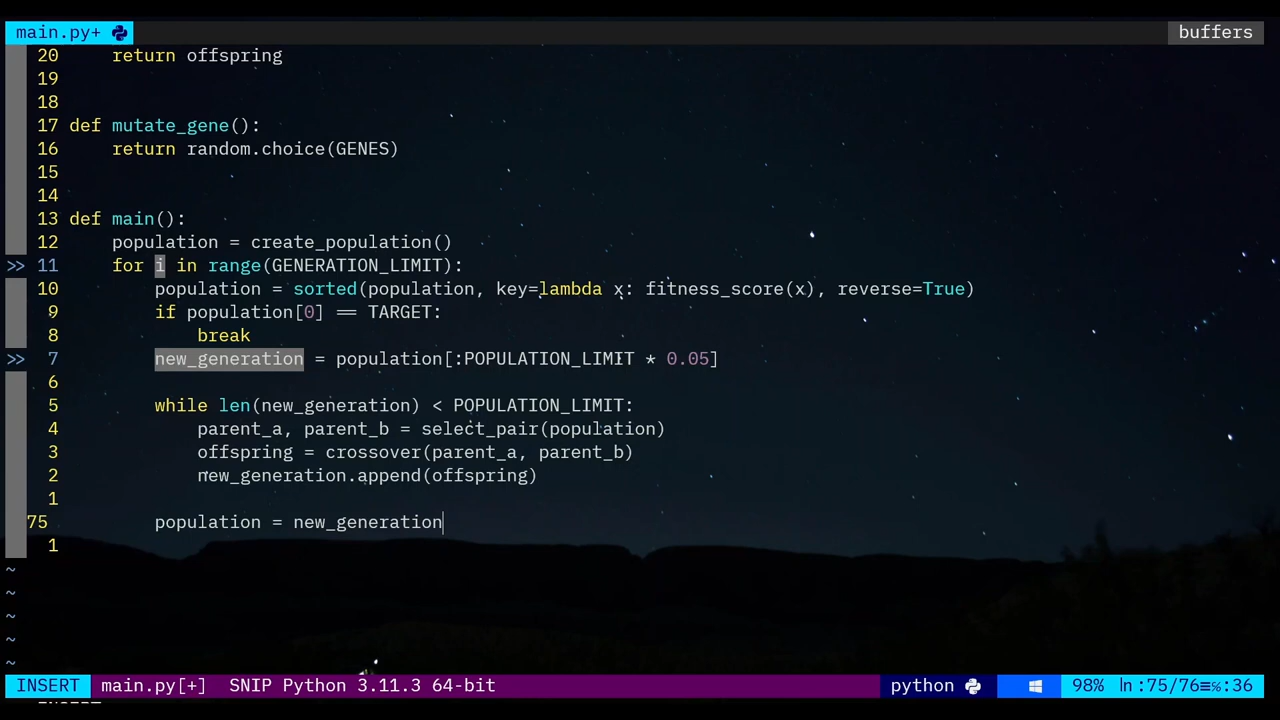 main.py+ buffers
20 return offspring
19
18
17 def mutate_gene():
16 return random.choice(GENES)
15
14
13 def main():
12 population = create_population()
>> 11 for i in range(GENERATION_LIMIT):
10 population = sorted(population, key=lambda x: fitness_score(x), reverse=True)
9 if population[0] == TARGET:
8 break
>> 7 new_generation = population[:POPULATION_LIMIT * 0.05]
6
5 while len(new_generation) < POPULATION_LIMIT:
4 parent_a, parent_b = select_pair(population)
3 offspring = crossover(parent_a, parent_b)
2 new_generation.append(offspring)
1
75 population = new_generation
1
~
~
~
~
~
INSERT main.py[+] SNIP Python 3.11.3 64-bit python 98% ln:75/76≡%:36